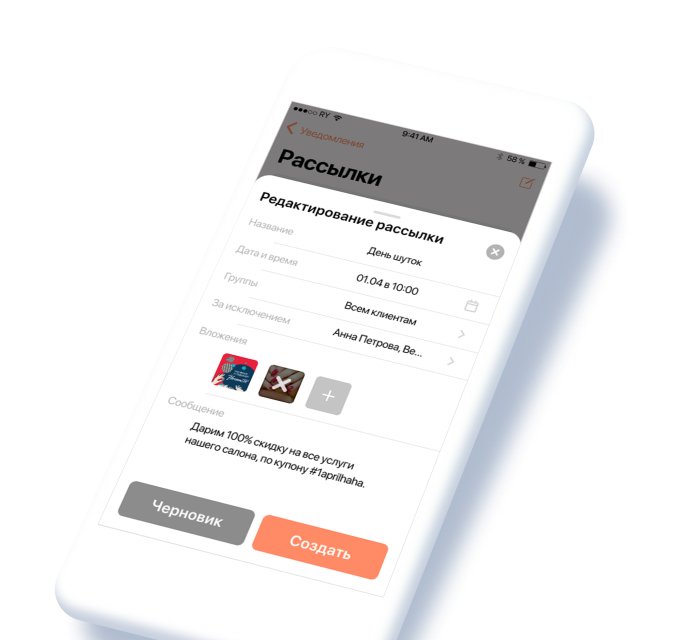 RY
9:41 AM
58 %
Уведомления
Рассылки
Редактирование рассылки
Название
День шуток
Дата и время
01.04 в 10:00
Группы
Всем клиентам
За исключением
Анна Петрова, Ве...
Вложения
Сообщение
Дарим 100% скидку на все услуги
нашего салона, по купону #1aprilhaha.
Черновик
Создать